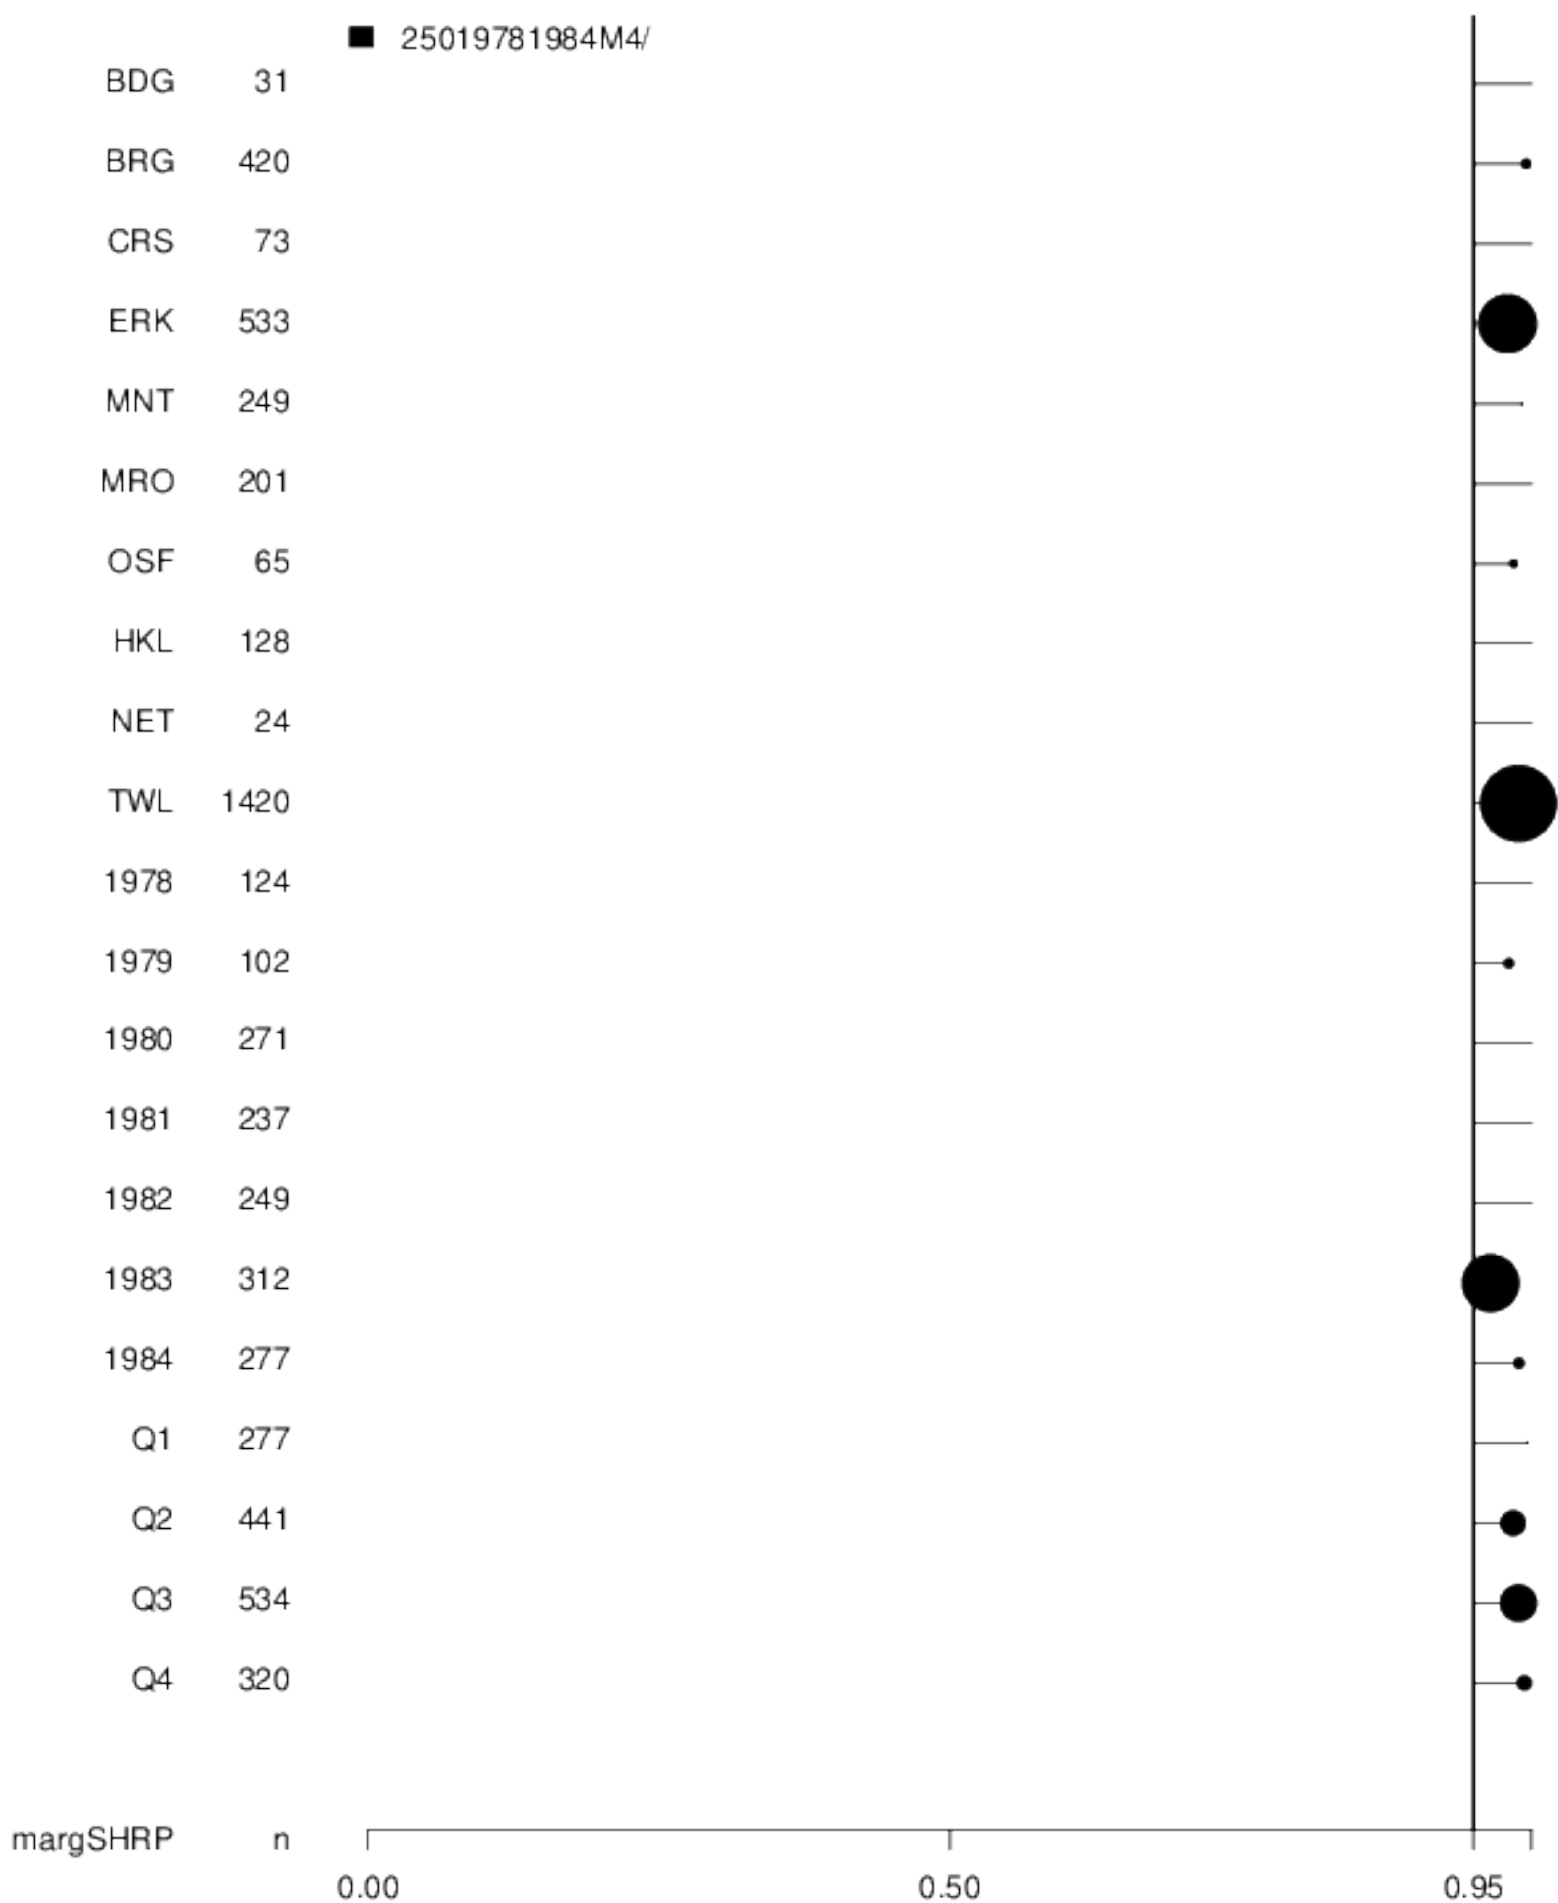 25019781984M4/
BDG 31
BRG 420
CRS 73
ERK 533
MNT 249
MRO 201
OSF 65
HKL 128
NET 24
TWL 1420
1978 124
1979 102
1980 271
1981 237
1982 249
1983 312
1984 277
Q1 277
Q2 441
Q3 534
Q4 320
margSHRP n
0.00 0.50 0.95